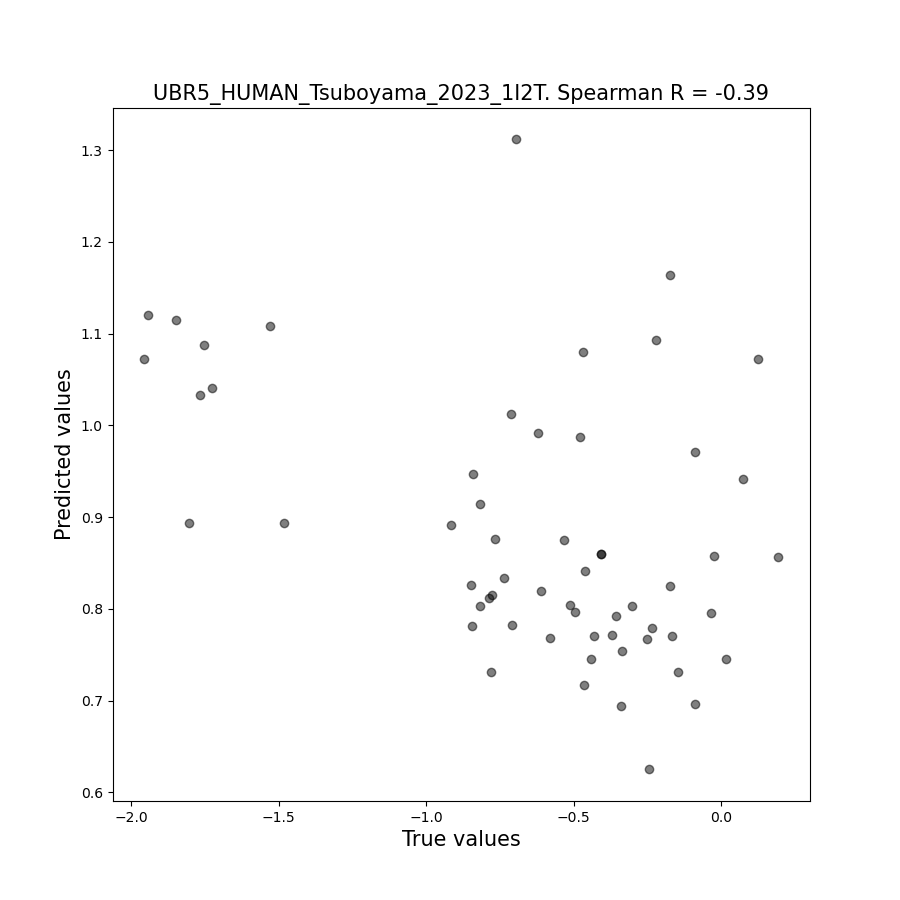 UBR5_HUMAN_Tsuboyama_2023_1I2T. Spearman R = -0.39
1.3
1.2
1.1
1.0
0.9
0.8
0.7
0.6
Predicted values
−2.0 −1.5 −1.0 −0.5 0.0
True values